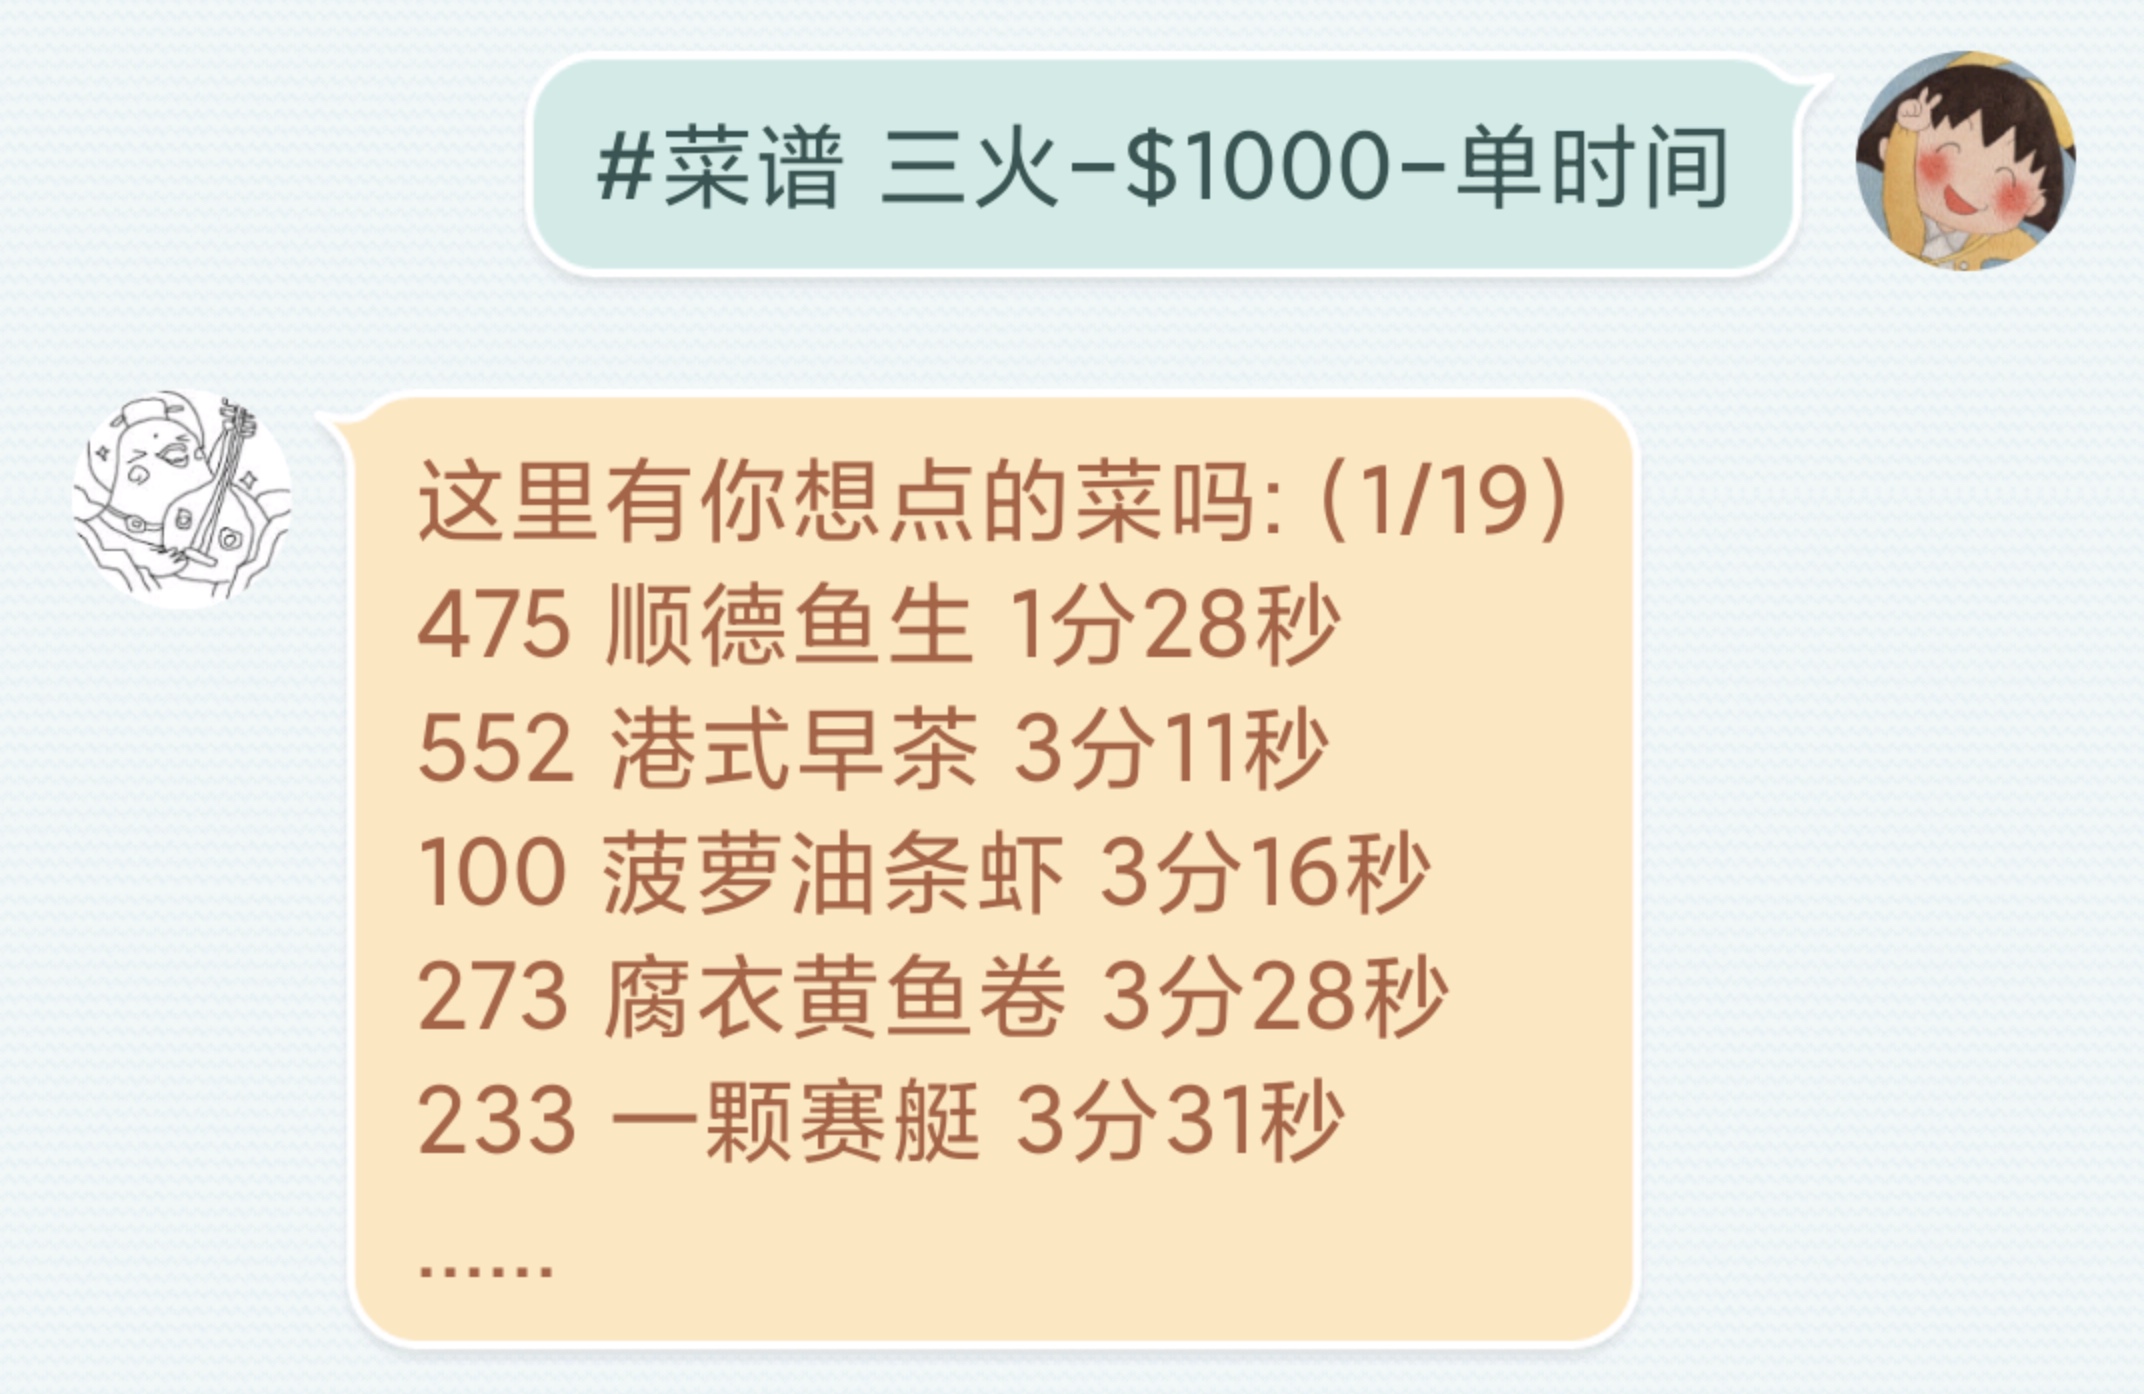 #菜谱 三火-$1000-单时间
这里有你想点的菜吗:(1/19)
475 顺德鱼生 1分28秒
552 港式早茶 3分11秒
100 菠萝油条虾 3分16秒
273 腐衣黄鱼卷 3分28秒
233 一颗赛艇 3分31秒
......